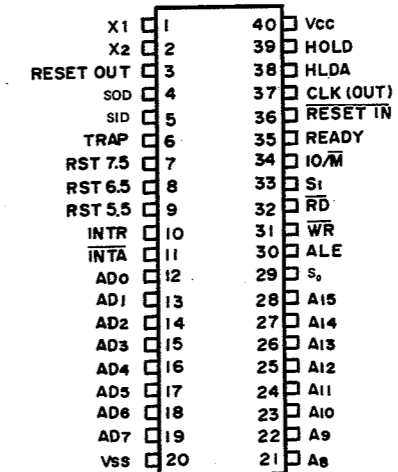 X1 1 40 Vcc
X2 2 39 HOLD
RESET OUT 3 38 HLDA
SOD 4 37 CLK (OUT)
SID 5 36 RESET IN
TRAP 6 35 READY
RST 7.5 7 34 IO/M
RST 6.5 8 33 S1
RST 5.5 9 32 RD
INTR 10 31 WR
INTA 11 30 ALE
AD0 12 29 S0
AD1 13 28 A15
AD2 14 27 A14
AD3 15 26 A13
AD4 16 25 A12
AD5 17 24 A11
AD6 18 23 A10
AD7 19 22 A9
Vss 20 21 A8